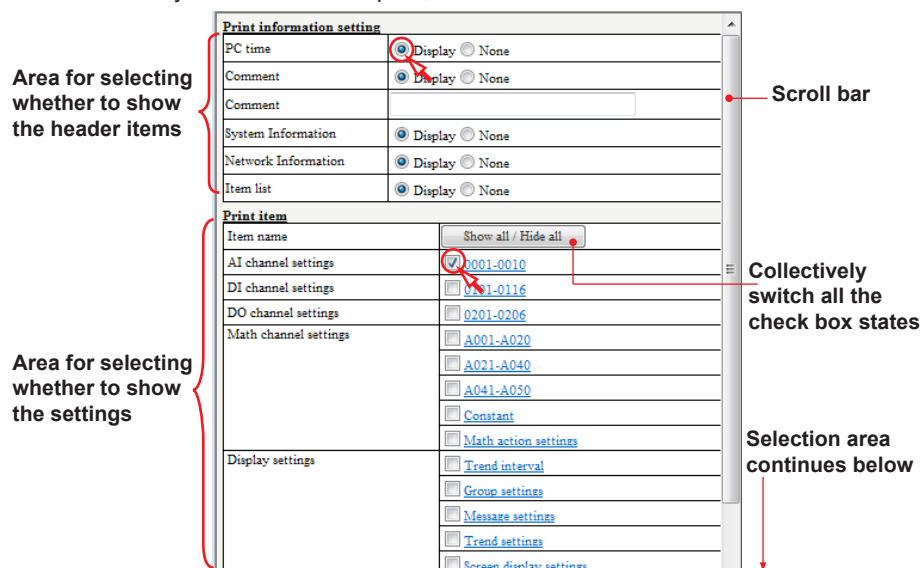 Print information setting
PC time Display None
Comment Display None
Comment
System Information Display None
Network Information Display None
Item list Display None
Print item
Item name Show all / Hide all
AI channel settings 0001-0010
DI channel settings 0101-0116
DO channel settings 0201-0206
Math channel settings A001-A020
A021-A040
A041-A050
Constant
Math action settings
Display settings Trend interval
Group settings
Message settings
Trend settings
Screen display settings
Area for selecting
whether to show
the header items
Area for selecting
whether to show
the settings
Scroll bar
Collectively
switch all the
check box states
Selection area
continues below